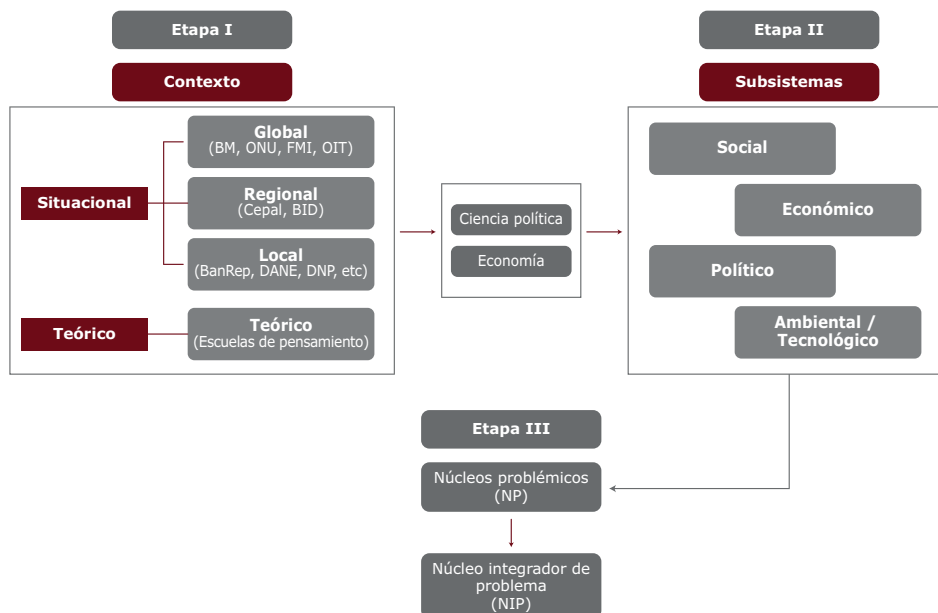 Etapa I
Contexto
Situacional
Global
(BM, ONU, FMI, OIT)
Regional
(Cepal, BID)
Local
(BanRep, DANE, DNP, etc)
Teórico
Teórico
(Escuelas de pensamiento)
Ciencia política
Economía
Etapa II
Subsistemas
Social
Económico
Político
Ambiental /
Tecnológico
Etapa III
Núcleos problémicos
(NP)
Núcleo integrador de
problema
(NIP)